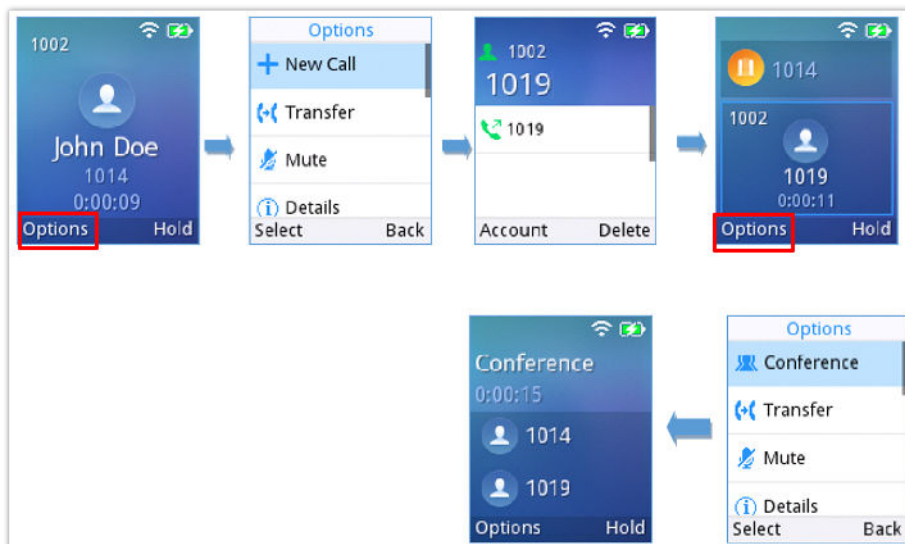 1002
John Doe
1014
0:00:09
Options Hold
Options
New Call
Transfer
Mute
Details
Select Back
1002
1019
1019
Account Delete
1014
1002
1019
0:00:11
Options Hold
Options
Conference
Transfer
Mute
Details
Select Back
Conference
0:00:15
1014
1019
Options Hold